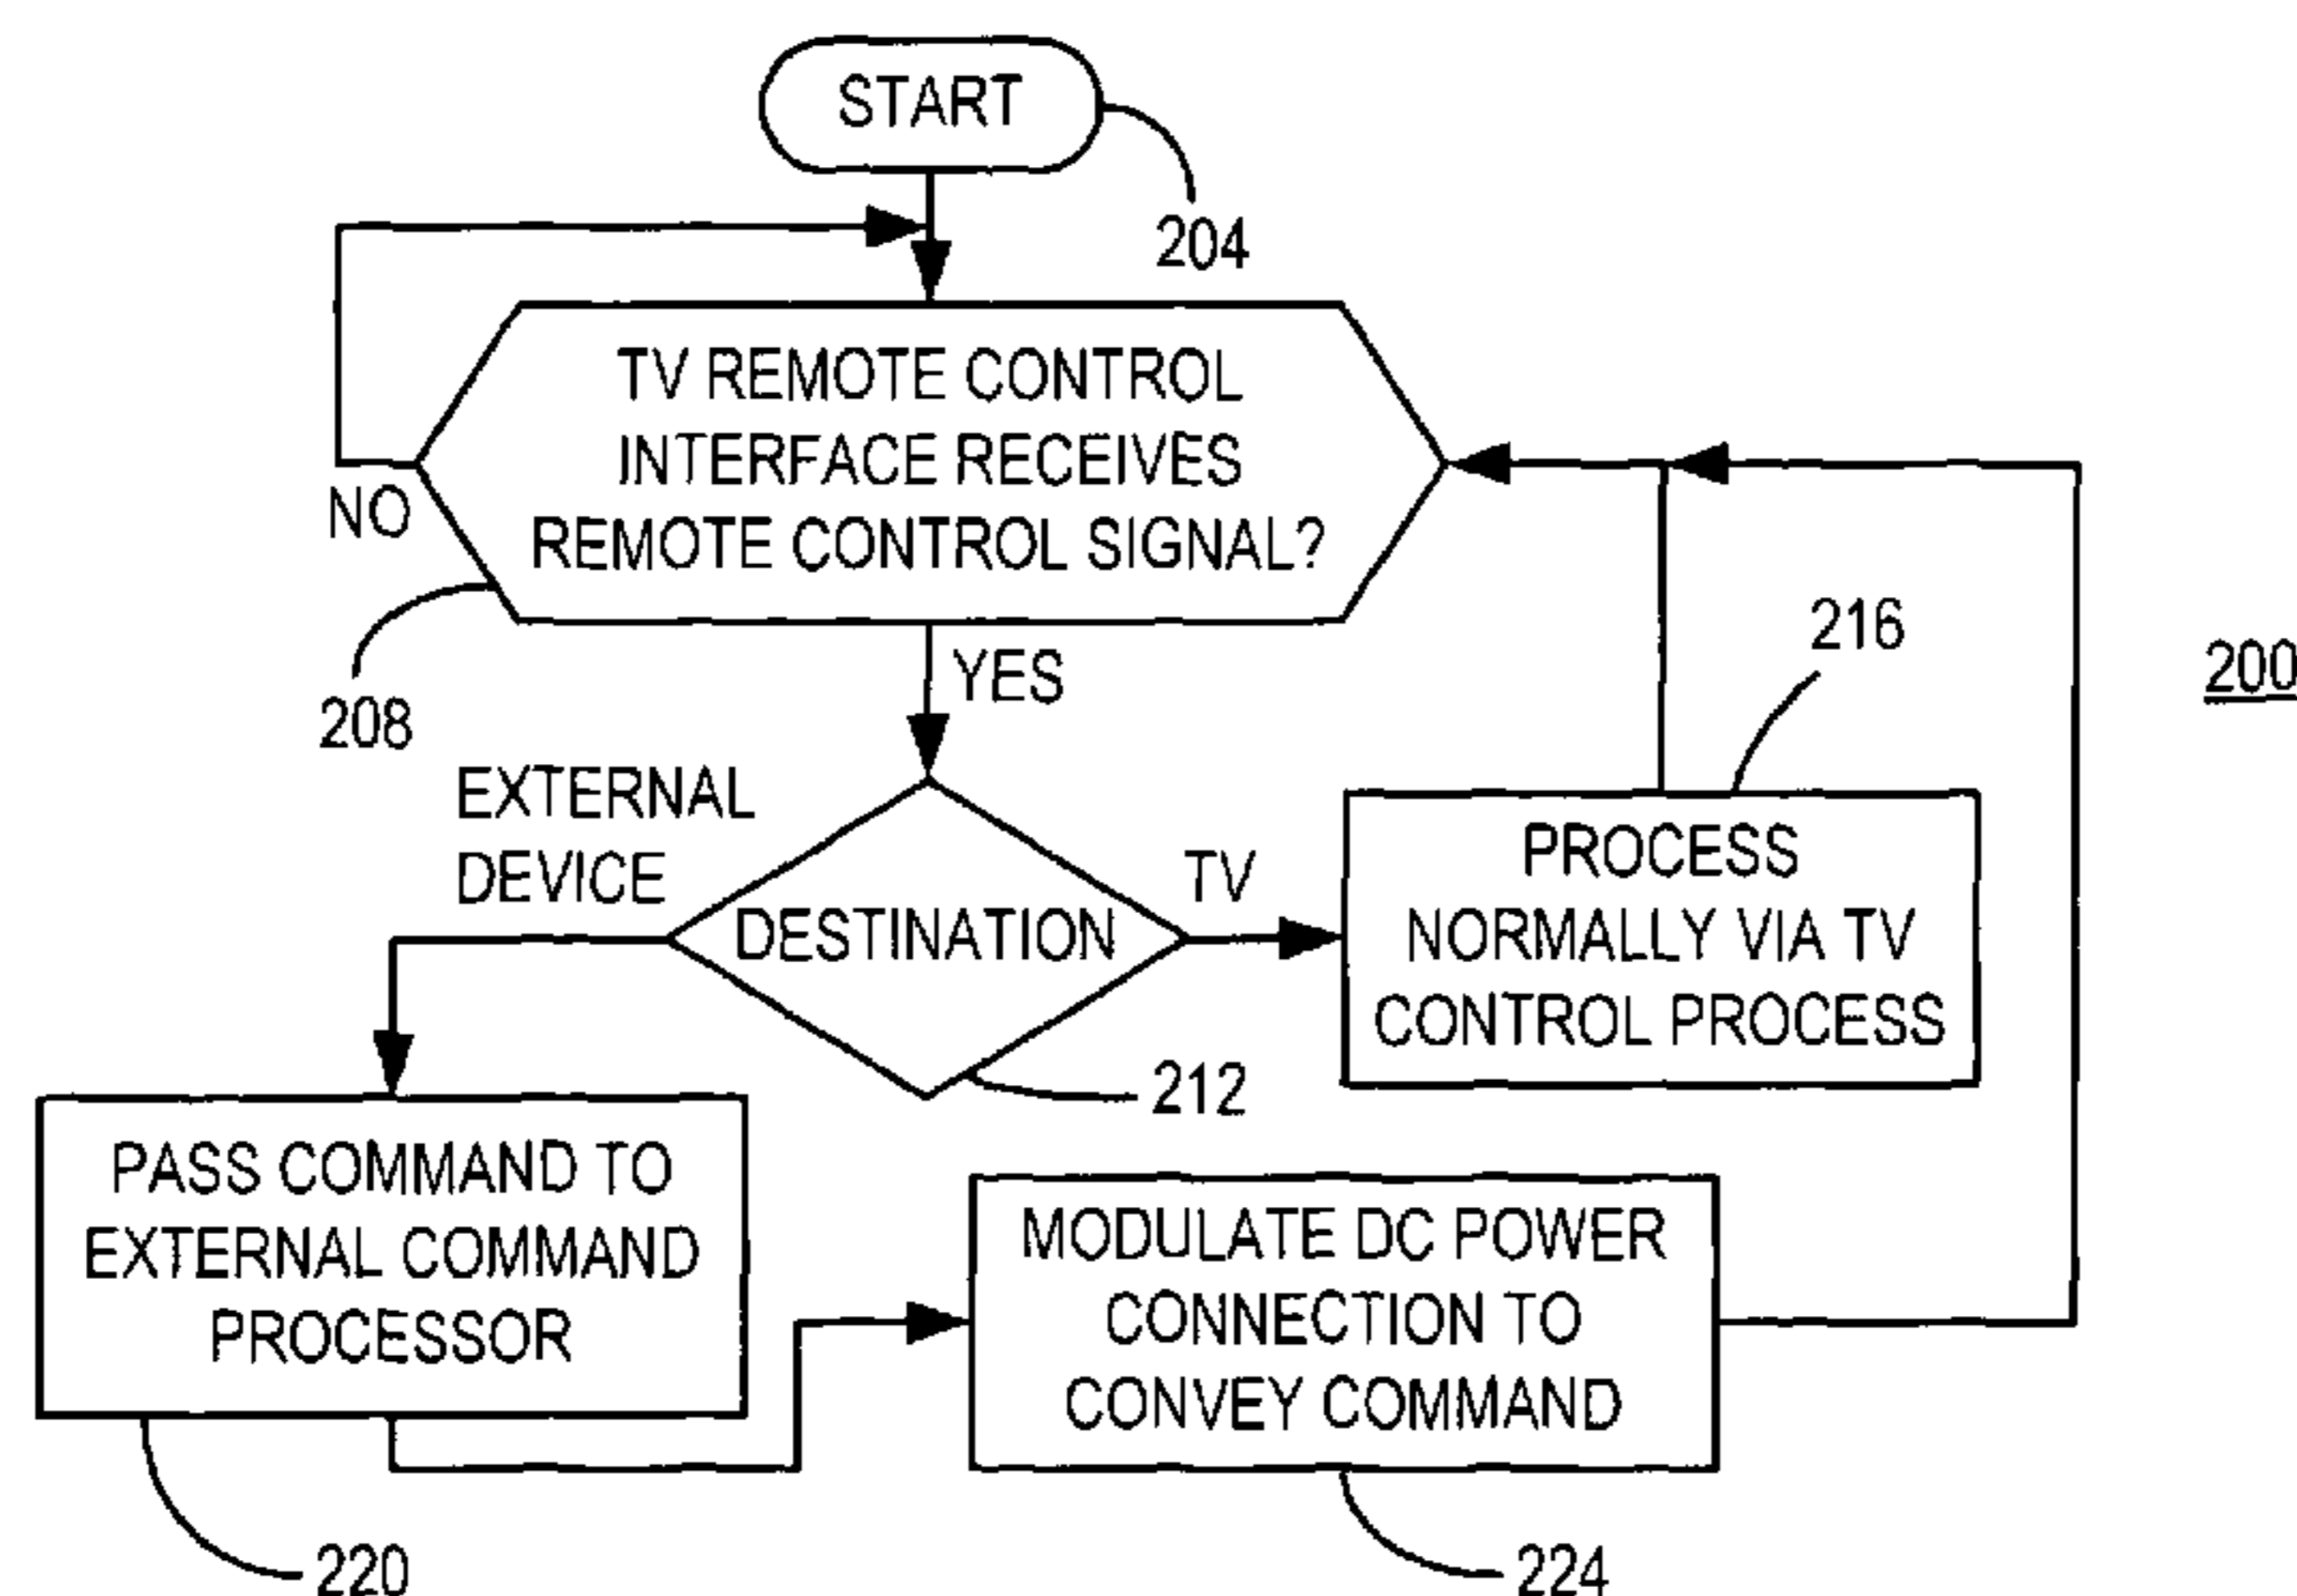 START
204
TV REMOTE CONTROL
INTERFACE RECEIVES
REMOTE CONTROL SIGNAL?
NO
208
YES
216
200
EXTERNAL
DEVICE
DESTINATION
TV
212
PROCESS
NORMALLY VIA TV
CONTROL PROCESS
PASS COMMAND TO
EXTERNAL COMMAND
PROCESSOR
220
MODULATE DC POWER
CONNECTION TO
CONVEY COMMAND
224